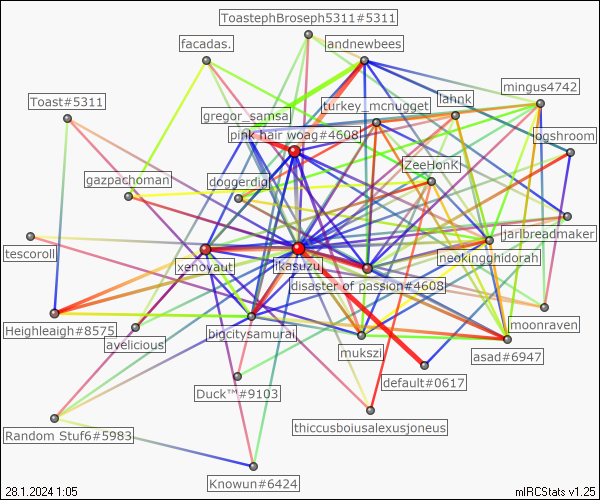 ToastephBroseph5311#5311
facadas.
andnewbees
mingus4742
Toast#5311
lahnk
turkey_mcnugget
gregor_samsa
pink hair woag#4608
ogshroom
ZeeHonK
gazpachoman
doggerdig
jarlbreadmaker
tescoroll
neokingghidorah
xenovaut
ikasuzu
disaster of passion#4608
moonraven
Heighleaigh#8575
bigcitysamurai
avelicious
mukszi
asad#6947
default#0617
Duck™#9103
thiccusboiusalexusjoneus
Random Stuf6#5983
Knowun#6424
28.1.2024 1:05
mIRCStats v1.25